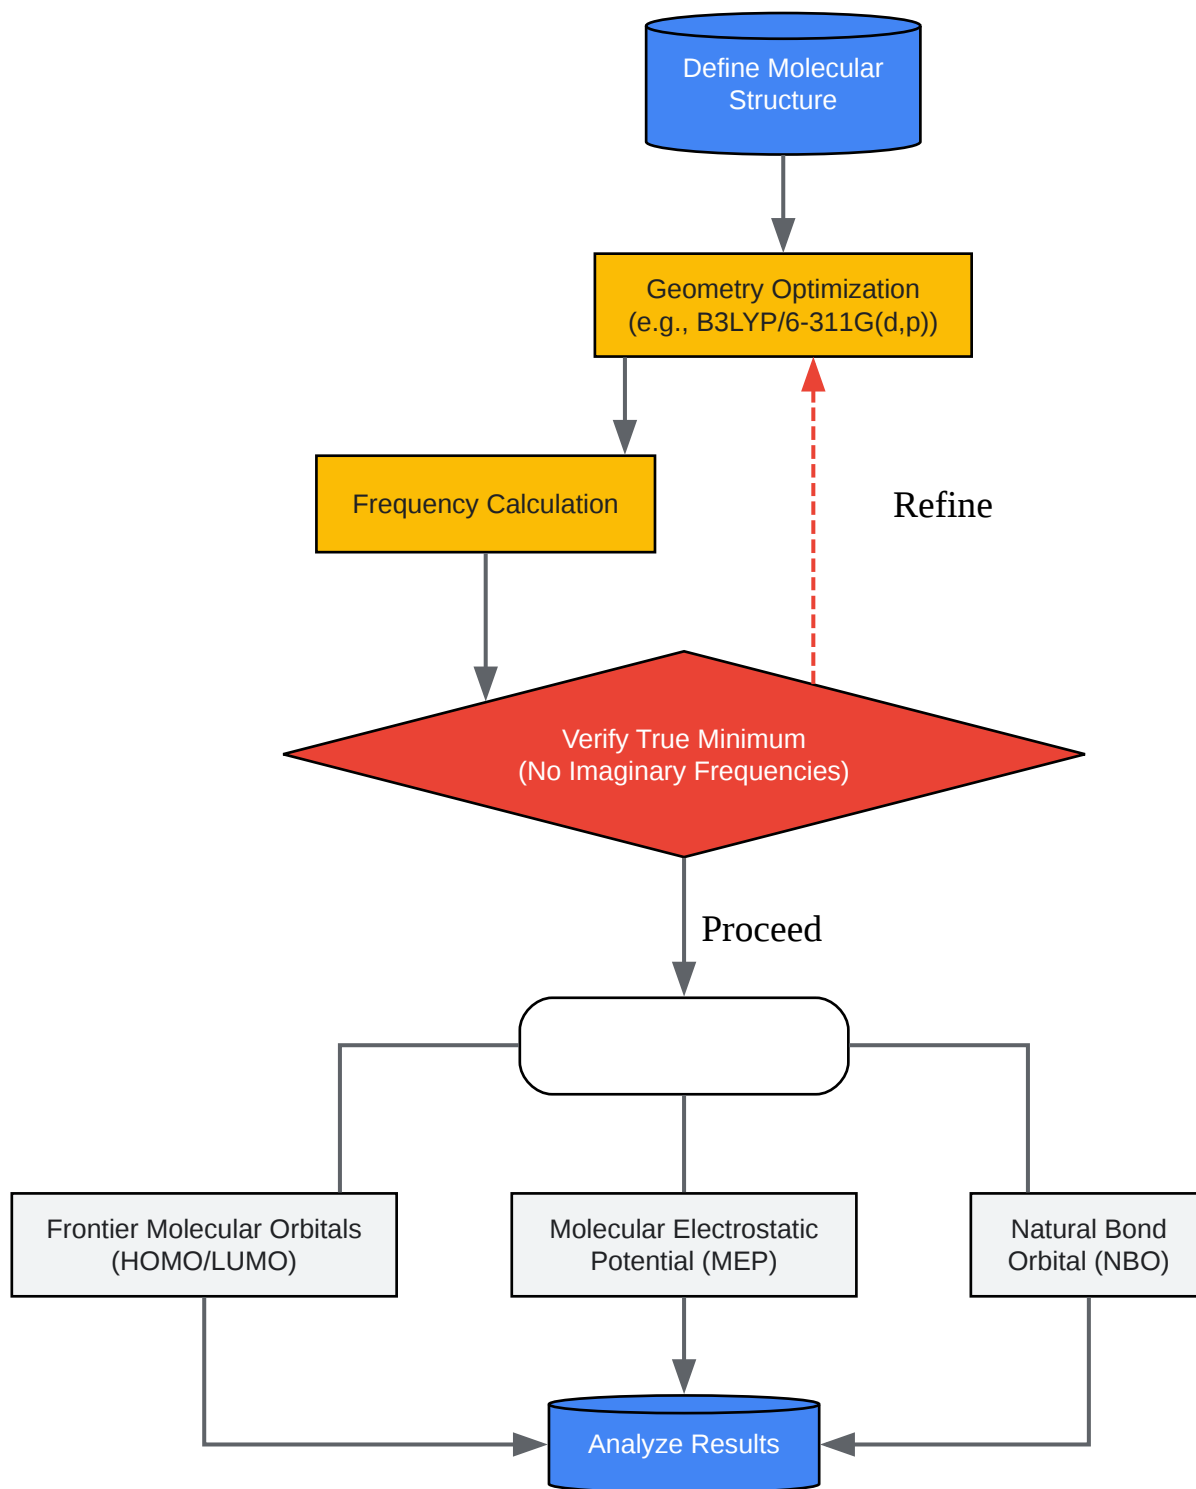 Define Molecular
Structure
Geometry Optimization
(e.g., B3LYP/6-311G(d,p))
Frequency Calculation
Refine
Verify True Minimum
(No Imaginary Frequencies)
Proceed
Frontier Molecular Orbitals
(HOMO/LUMO)
Molecular Electrostatic
Potential (MEP)
Natural Bond
Orbital (NBO)
Analyze Results